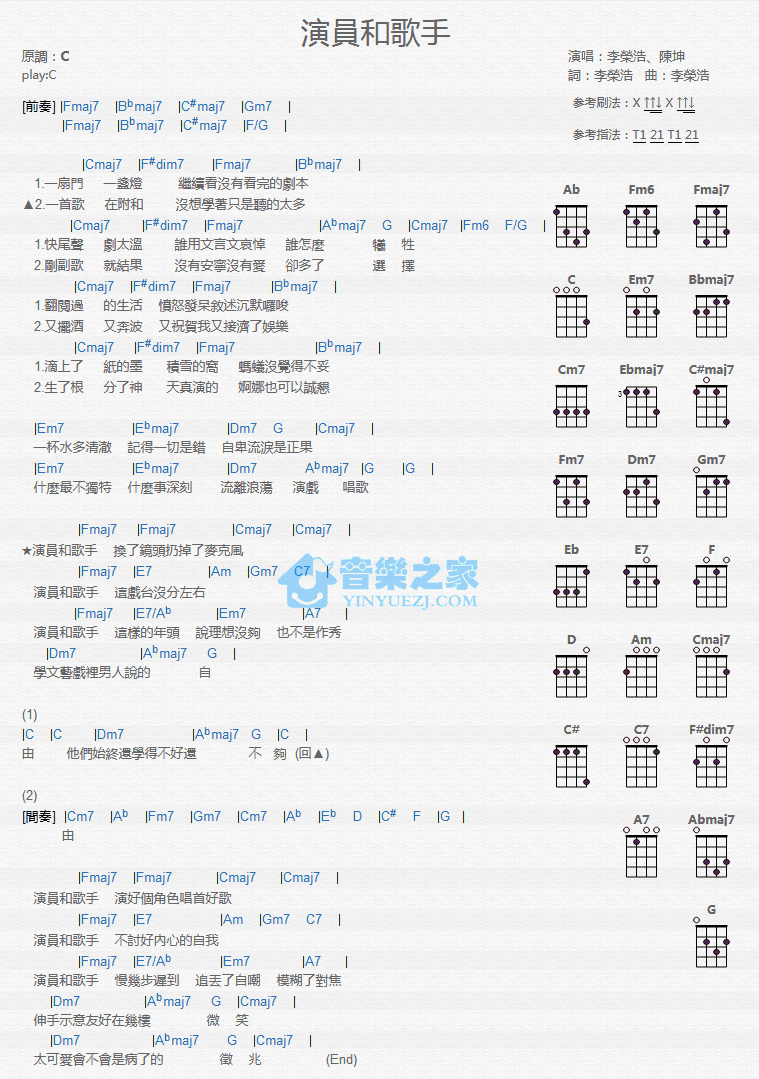 演員和歌手
原調：C
play:C
演唱：李榮浩、陳坤
詞：李榮浩 曲：李榮浩
參考刷法：X ↑↑↓ X ↑↑↓
參考指法：T1 21 T1 21
[前奏] |Fmaj7 |Bbmaj7 |C#maj7 |Gm7 |
|Fmaj7 |Bbmaj7 |C#maj7 |F/G |
|Cmaj7 |F#dim7 |Fmaj7 |Bbmaj7 |
1.一扇門 一盞燈 繼續看沒有看完的劇本
▲2.一首歌 在附和 沒想學著只是聽的太多
|Cmaj7 |F#dim7 |Fmaj7 |Abmaj7 G |Cmaj7 |Fm6 F/G |
1.快尾聲 劇太溫 誰用文言文哀悼 誰怎麼 犧 牲
2.剛副歌 就結果 沒有安寧沒有愛 卻多了 選 擇
|Cmaj7 |F#dim7 |Fmaj7 |Bbmaj7 |
1.翻閱過 的生活 憤怒發呆敘述沉默囉唆
2.又擺酒 又奔波 又祝賀我又接濟了娛樂
|Cmaj7 |F#dim7 |Fmaj7 |Bbmaj7 |
1.滴上了 紙的墨 積雪的窩 螞蟻沒覺得不妥
2.生了根 分了神 天真演的 婀娜也可以誠懇
|Em7 |Ebmaj7 |Dm7 G |Cmaj7 |
一杯水多清澈 記得一切是錯 自卑流淚是正果
|Em7 |Ebmaj7 |Dm7 Abmaj7 |G |G |
什麼最不獨特 什麼事深刻 流離浪蕩 演戲 唱歌
|Fmaj7 |Fmaj7 |Cmaj7 |Cmaj7 |
★演員和歌手 換了鏡頭扔掉了麥克風
|Fmaj7 |E7 |Am |Gm7 C7 |
演員和歌手 這戲台沒分左右
|Fmaj7 |E7/Ab |Em7 |A7 |
演員和歌手 這樣的年頭 說理想沒夠 也不是作秀
|Dm7 |Abmaj7 G |
學文藝戲裡男人說的 自
(1)
|C |C |Dm7 |Abmaj7 G |C |
由 他們始終還學得不好還 不 夠 (回▲)
(2)
[間奏] |Cm7 |Ab |Fm7 |Gm7 |Cm7 |Ab |Eb D |C# F |G |
由
|Fmaj7 |Fmaj7 |Cmaj7 |Cmaj7 |
演員和歌手 演好個角色唱首好歌
|Fmaj7 |E7 |Am |Gm7 C7 |
演員和歌手 不討好內心的自我
|Fmaj7 |E7/Ab |Em7 |A7 |
演員和歌手 慢幾步遲到 追丟了自嘲 模糊了對焦
|Dm7 |Abmaj7 G |Cmaj7 |
伸手示意友好在幾樓 微 笑
|Dm7 |Abmaj7 G |Cmaj7 |
太可愛會不會是病了的 徵 兆 (End)
音樂之家
YINYUEZJ.COM
Ab Fm6 Fmaj7
C Em7 Bbmaj7
Cm7 Ebmaj7 C#maj7
3
Fm7 Dm7 Gm7
Eb E7 F
D Am Cmaj7
C# C7 F#dim7
A7 Abmaj7
G